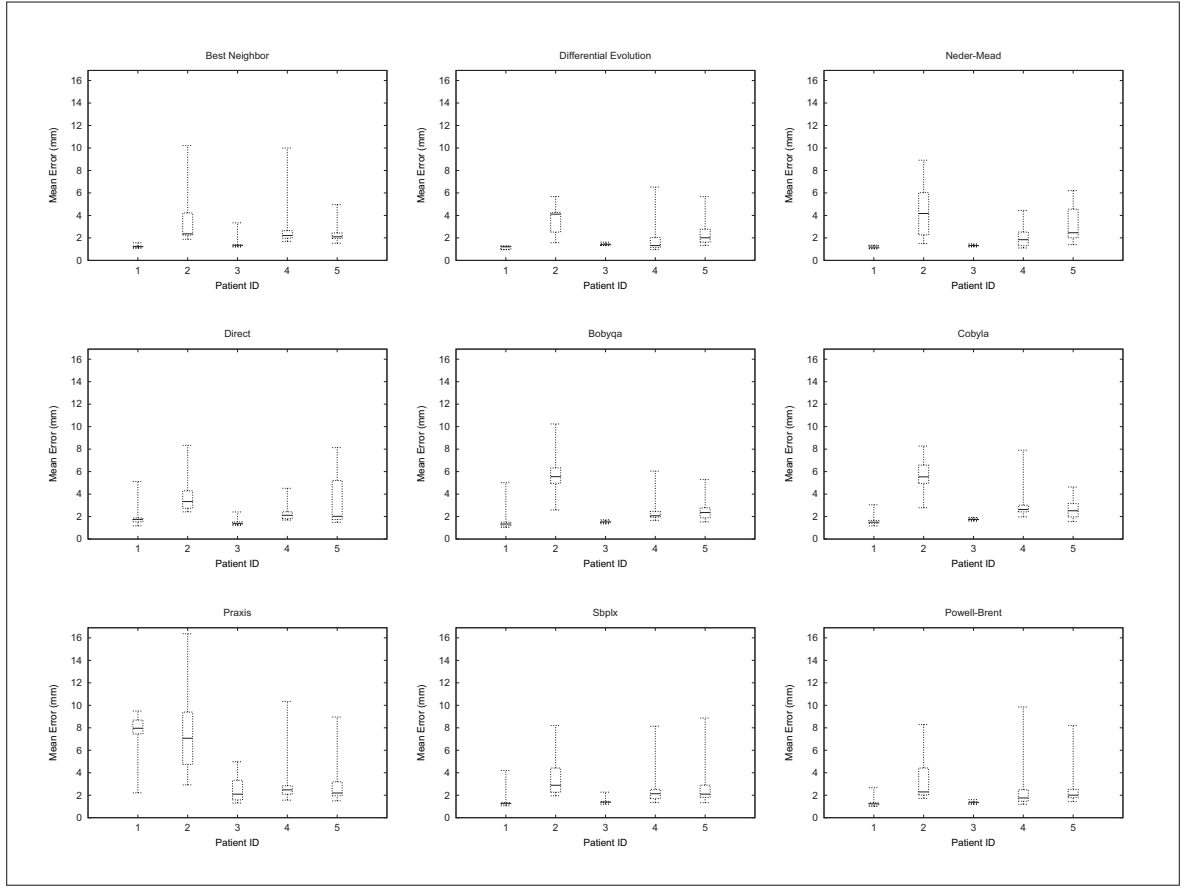 Best Neighbor
Mean Error (mm)
16
14
12
10
8
6
4
2
0
1 2 3 4 5
Patient ID
Differential Evolution
Mean Error (mm)
16
14
12
10
8
6
4
2
0
1 2 3 4 5
Patient ID
Neder-Mead
Mean Error (mm)
16
14
12
10
8
6
4
2
0
1 2 3 4 5
Patient ID
Direct
Mean Error (mm)
16
14
12
10
8
6
4
2
0
1 2 3 4 5
Patient ID
Bobyqa
Mean Error (mm)
16
14
12
10
8
6
4
2
0
1 2 3 4 5
Patient ID
Cobyla
Mean Error (mm)
16
14
12
10
8
6
4
2
0
1 2 3 4 5
Patient ID
Praxis
Mean Error (mm)
16
14
12
10
8
6
4
2
0
1 2 3 4 5
Patient ID
Sbplx
Mean Error (mm)
16
14
12
10
8
6
4
2
0
1 2 3 4 5
Patient ID
Powell-Brent
Mean Error (mm)
16
14
12
10
8
6
4
2
0
1 2 3 4 5
Patient ID